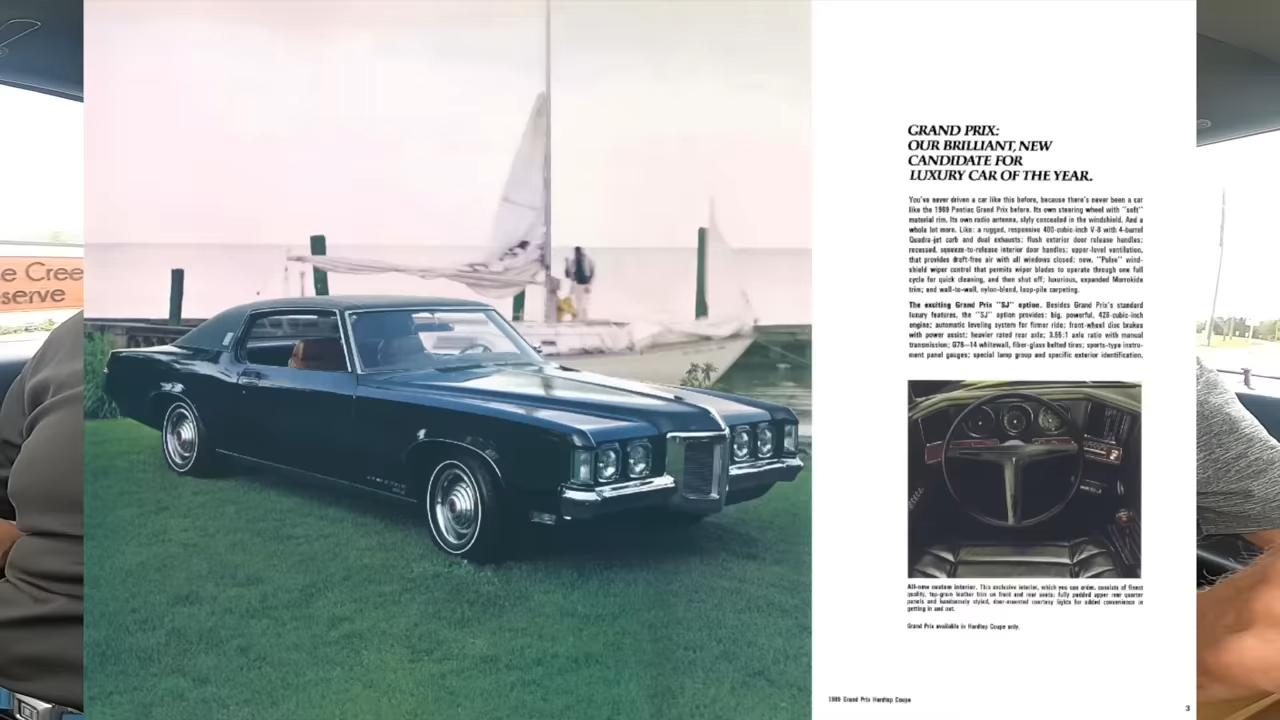 e Cree
serve
GRAND PRIX:
OUR BRILLIANT, NEW
CANDIDATE FOR
LUXURY CAR OF THE YEAR.
You've never driven a car like this before, because there's never been a car
like the 1969 Pontiac Grand Prix before. Its own steering wheel with "soft"
material rim. Its own radio antenna, slyly concealed in the windshield. And a
whole lot more. Like: a rugged, responsive 400-cubic-inch V-8 with 4-barrel
Quadra-jet carb and dual exhausts; flush exterior door release handles;
recessed, squeeze-to-release interior door handles; upper-level ventilation,
that provides draft-free air with all windows closed; new, "Pulse" wind-
shield wiper control that permits wiper blades to operate through one full
cycle for quick cleaning, and then shut off; luxurious, expanded Morrokide
trim; and wall-to-wall, nylon-blend, loop-pile carpeting.
The exciting Grand Prix "SJ" option. Besides Grand Prix's standard
luxury features, the "SJ" option provides: big, powerful, 428-cubic-inch
engine; automatic leveling system for firmer ride; front-wheel disc brakes
with power assist; heavier rated rear axle; 3.55:1 axle ratio with manual
transmission; G78—14 whitewall, fiber-glass belted tires; sports-type instru-
ment panel gauges; special lamp group and specific exterior identification.
All-new custom interior. This exclusive interior, which you can order, consists of finest
quality, top-grain leather trim on front and rear seats; fully padded upper rear quarter
panels and handsomely styled, door-mounted courtesy lights for added convenience in
getting in and out.
Grand Prix available in Hardtop Coupe only.
1969 Grand Prix Hardtop Coupe
3